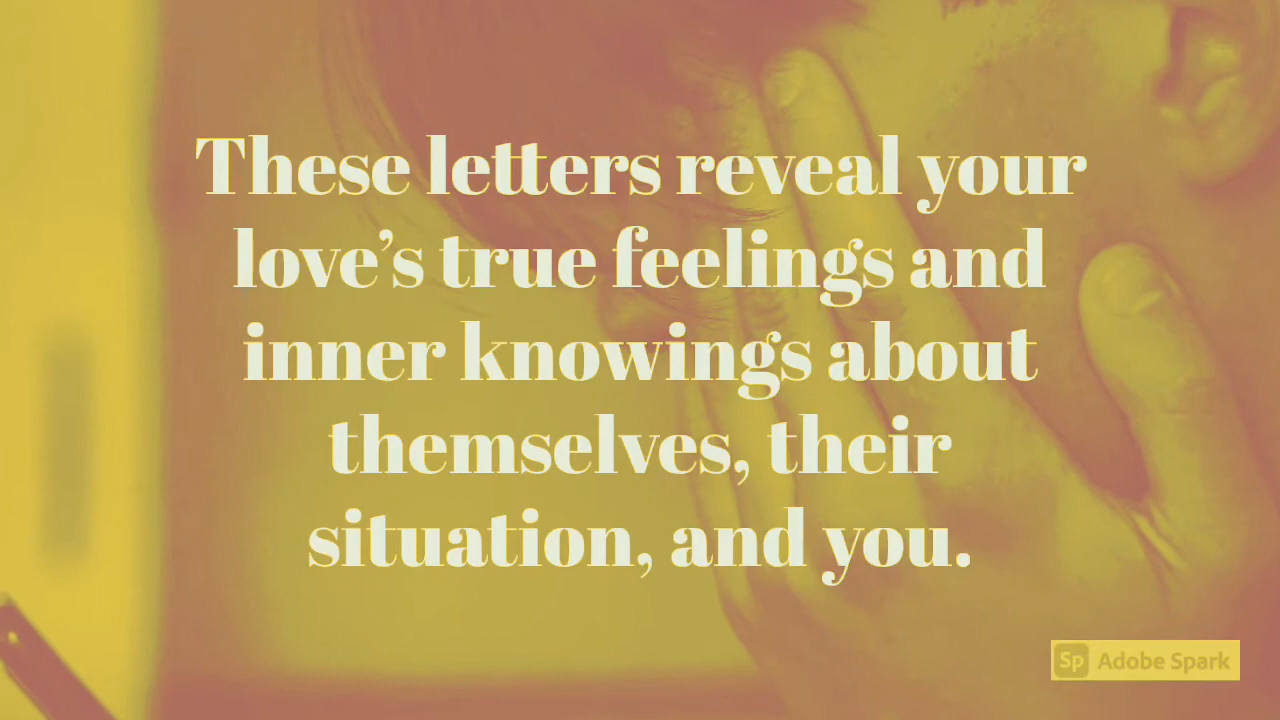 These letters reveal your
love’s true feelings and
inner knowings about
themselves, their
situation, and you.
Sp Adobe Spark